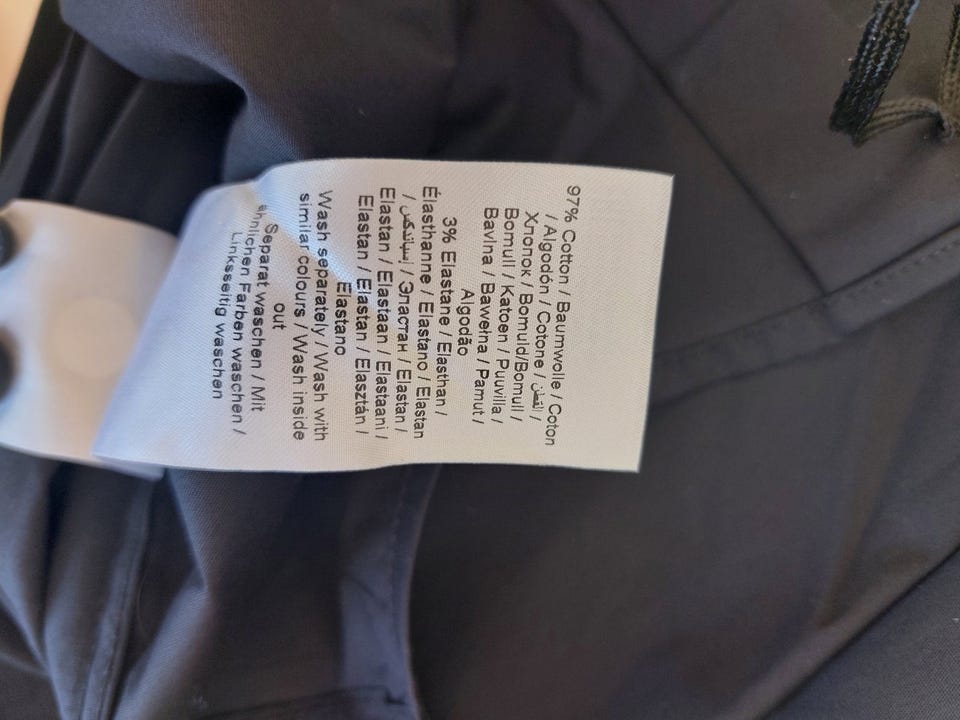 97% Cotton / Baumwolle / Coton
/ Algodón / Cotone / القطن /
Хлопок / Bomuld/Bomull /
Bomull / Katoen / Puuvilla /
Bavlna / Bawełna / Pamut /
Algodão
3% Elastane / Elasthan /
Élasthanne / Elastano / Elastan
/ إسباندكس / Эластан / Elastan /
Elastan / Elastaan / Elastaani /
Elastan / Elastan / Elasztán /
Elastano
Wash separately / Wash with
similar colours / Wash inside
out
Separat waschen / Mit
ähnlichen Farben waschen /
Linksseitig waschen